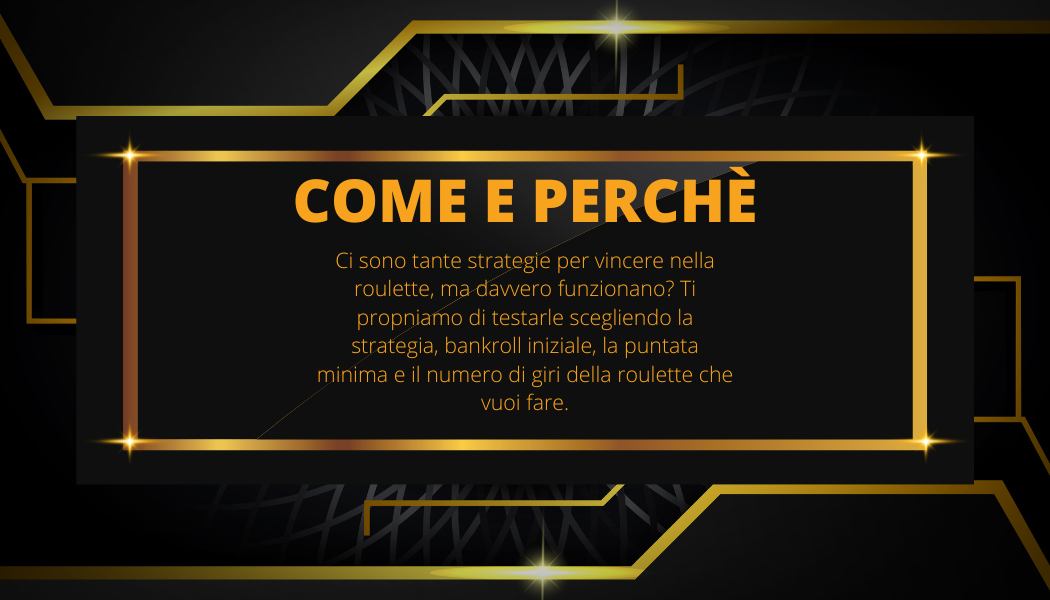 COME E PERCHÈ
Ci sono tante strategie per vincere nella
roulette, ma davvero funzionano? Ti
propniamo di testarle scegliendo la
strategia, bankroll iniziale, la puntata
minima e il numero di giri della roulette che
vuoi fare.